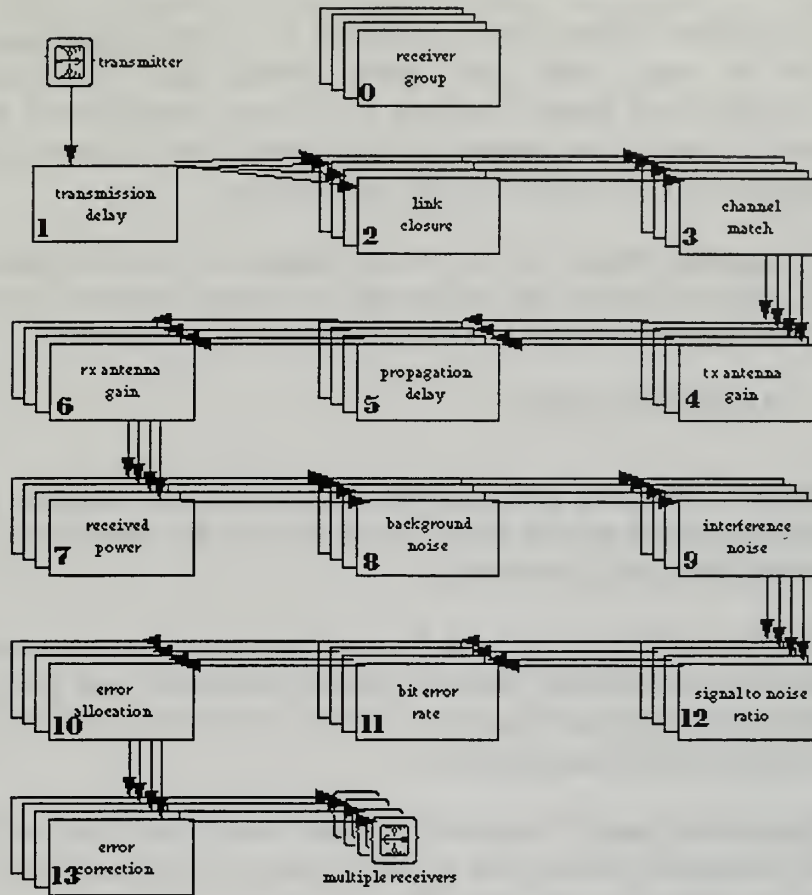 transmitter
receiver
group
0
transmission
delay
1
link
closure
2
channel
match
3
rx antenna
gain
6
propagation
delay
5
tx antenna
gain
4
received
power
7
background
noise
8
interference
noise
9
error
allocation
10
bit error
rate
11
signal to noise
ratio
12
error
correction
13
multiple receivers